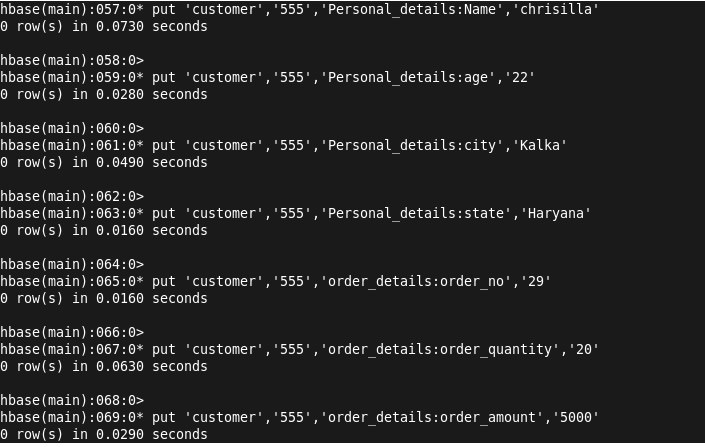 hbase(main):057:0* put 'customer','555','Personal_details:Name','chrisilla'
0 row(s) in 0.0730 seconds
hbase(main):058:0>
hbase(main):059:0* put 'customer','555','Personal_details:age','22'
0 row(s) in 0.0280 seconds
hbase(main):060:0>
hbase(main):061:0* put 'customer','555','Personal_details:city','Kalka'
0 row(s) in 0.0490 seconds
hbase(main):062:0>
hbase(main):063:0* put 'customer','555','Personal_details:state','Haryana'
0 row(s) in 0.0160 seconds
hbase(main):064:0>
hbase(main):065:0* put 'customer','555','order_details:order_no','29'
0 row(s) in 0.0160 seconds
hbase(main):066:0>
hbase(main):067:0* put 'customer','555','order_details:order_quantity','20'
0 row(s) in 0.0630 seconds
hbase(main):068:0>
hbase(main):069:0* put 'customer','555','order_details:order_amount','5000'
0 row(s) in 0.0290 seconds